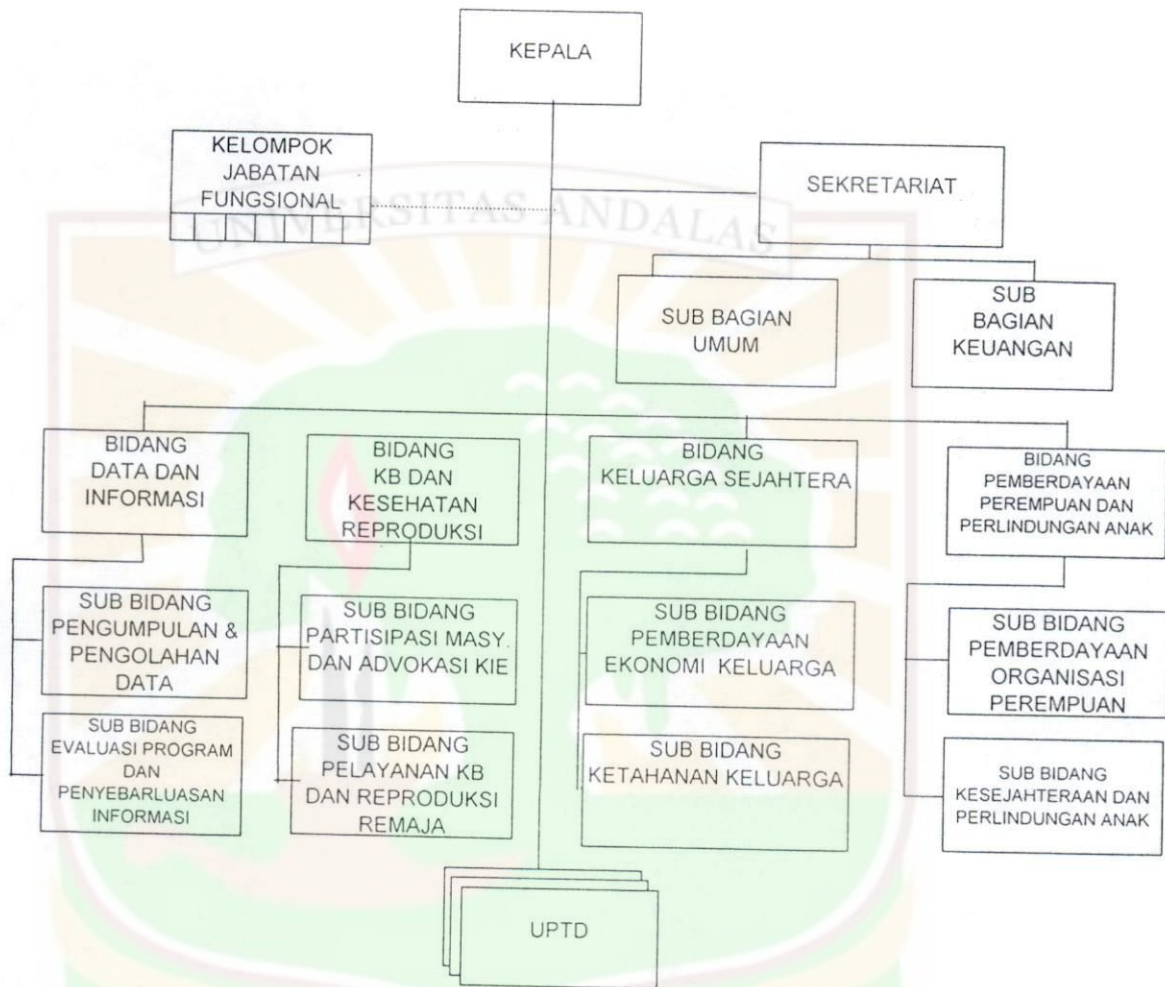 KEPALA
KELOMPOK
JABATAN
FUNGSIONAL
SEKRETARIAT
UNIVERSITAS ANDALAS
SUB BAGIAN
UMUM
SUB
BAGIAN
KEUANGAN
BIDANG
DATA DAN
INFORMASI
BIDANG
KB DAN
KESEHATAN
REPRODUKSI
BIDANG
KELUARGA SEJAHTERA
BIDANG
PEMBERDAYAAN
PEREMPUAN DAN
PERLINDUNGAN ANAK
SUB BIDANG
PENGUMPULAN &
PENGOLAHAN
DATA
SUB BIDANG
PARTISIPASI MASY.
DAN ADVOKASI KIE
SUB BIDANG
PEMBERDAYAAN
EKONOMI KELUARGA
SUB BIDANG
PEMBERDAYAAN
ORGANISASI
PEREMPUAN
SUB BIDANG
EVALUASI PROGRAM
DAN
PENYEBARLUASAN
INFORMASI
SUB BIDANG
PELAYANAN KB
DAN REPRODUKSI
REMAJA
SUB BIDANG
KETAHANAN KELUARGA
SUB BIDANG
KESEJAHTERAAN DAN
PERLINDUNGAN ANAK
UPTD